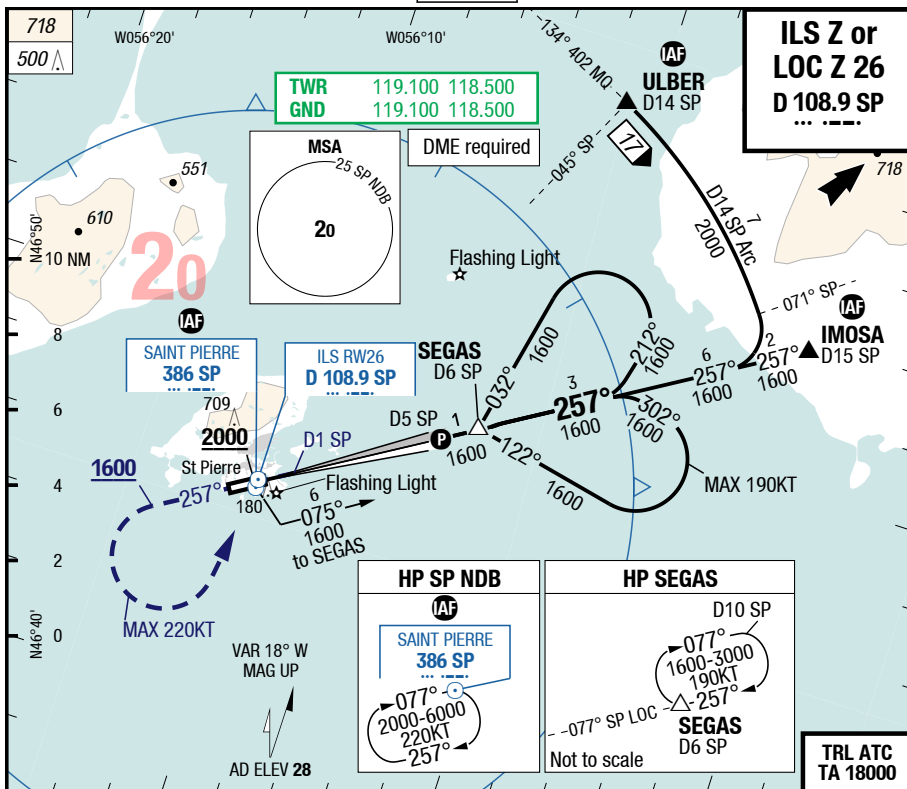 718
500
W056°20'
W056°10'
134° 402 MQ
IAF
ULBER
D14 SP
ILS Z or
LOC Z 26
D 108.9 SP
TWR 119.100 118.500
GND 119.100 118.500
DME required
MSA
25 SP NDB
20
045° SP
17
718
551
610
N46°50'
10 NM
20
D14 SP Arc
7
2000
Flashing Light
071° SP
IAF
IMOSA
D15 SP
IAF
SAINT PIERRE
386 SP
ILS RW26
D 108.9 SP
SEGAS
D6 SP
8
032°
1600
212°
1600
3
257°
1600
6
257°
1600
2
257°
1600
302°
1600
122°
1600
MAX 190KT
D5 SP
P
1
1600
6
709
2000
D1 SP
St Pierre
1600
257°
180
4
Flashing Light
6
075°
1600
to SEGAS
2
MAX 220KT
N46°40'
0
VAR 18° W
MAG UP
AD ELEV 28
HP SP NDB
IAF
SAINT PIERRE
386 SP
077°
2000-6000
220KT
257°
HP SEGAS
D10 SP
077°
1600-3000
190KT
257°
077° SP LOC
SEGAS
D6 SP
Not to scale
TRL ATC
TA 18000